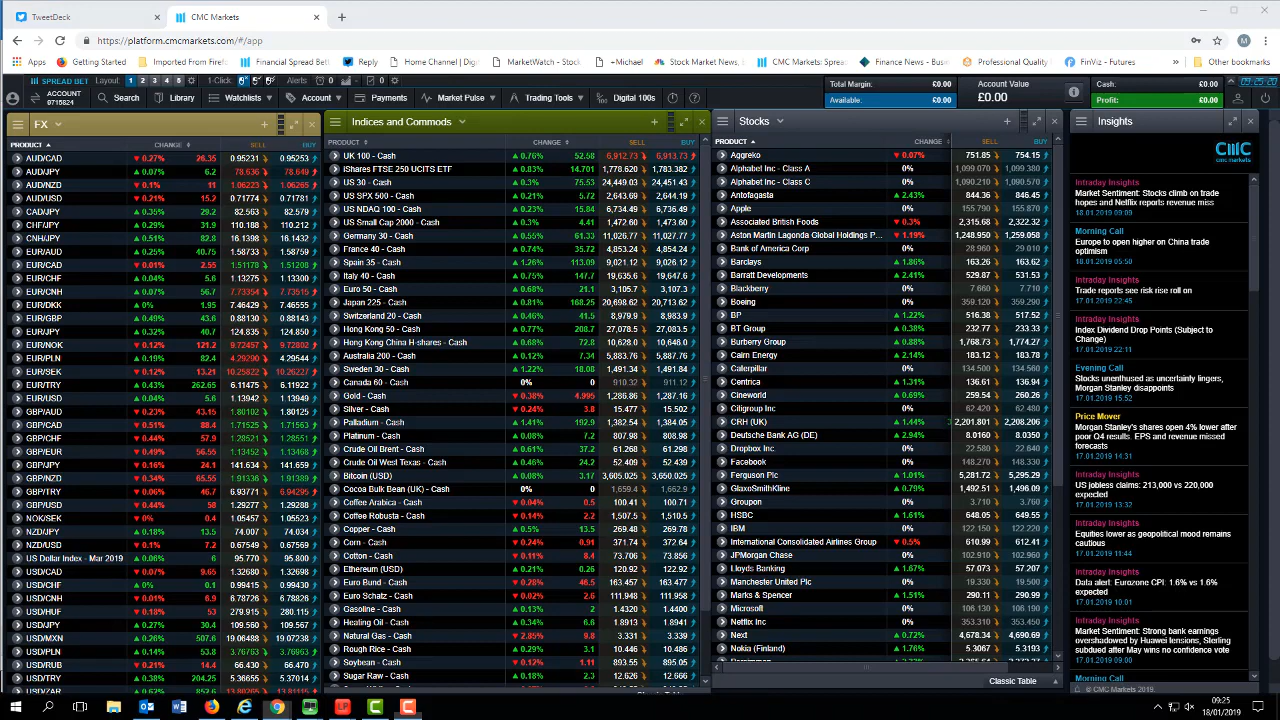 TweetDeck
CMC Markets
https://platform.cmcmarkets.com/#/app
Apps
Getting Started
Imported From Firefo
Financial Spread Bet
Reply
Home Channel | Digi
MarketWatch - Stock
~Michael
Stock Market News, S
CMC Markets: Spread
Finance News – Busin
Professional Quality F
FinViz - Futures
Other bookmarks
SPREAD BET
Layout
1 2 3 4 5
1-Click
Alerts
0
0
ACCOUNT
0715824
Search
Library
Watchlists
Account
Payments
Market Pulse
Trading Tools
Digital 100s
Total Margin: £0.00
Available: £0.00
Account Value
£0.00
Cash: £0.00
Profit: £0.00
FX
PRODUCT CHANGE SELL BUY
AUD/CAD 0.27% 26.35 0.95231 0.95253
AUD/JPY 0.07% 6.2 78.636 78.649
AUD/NZD 0.1% 11 1.06223 1.06265
AUD/USD 0.21% 15.2 0.71774 0.71781
CAD/JPY 0.35% 29.2 82.563 82.579
CHF/JPY 0.29% 31.9 110.188 110.212
CNH/JPY 0.51% 82.8 16.1398 16.1432
EUR/AUD 0.25% 40.75 1.58733 1.58759
EUR/CAD 0.01% 2.55 1.51178 1.51208
EUR/CHF 0.04% 5.6 1.13275 1.13300
EUR/CNH 0.07% 56.7 7.73354 7.73515
EUR/DKK 0% 1.95 7.46495 7.46555
EUR/GBP 0.49% 43.6 0.88130 0.88143
EUR/JPY 0.32% 40.7 124.835 124.850
EUR/NOK 0.12% 121.2 9.72457 9.72802
EUR/PLN 0.19% 82.4 4.29290 4.29544
EUR/SEK 0.12% 13.21 10.25822 10.26227
EUR/TRY 0.43% 262.65 6.11475 6.11922
EUR/USD 0.04% 5.6 1.13942 1.13949
GBP/AUD 0.23% 43.15 1.80102 1.80125
GBP/CAD 0.51% 88.4 1.71525 1.71563
GBP/CHF 0.44% 57.9 1.28521 1.28551
GBP/EUR 0.49% 56.55 1.13452 1.13468
GBP/JPY 0.16% 24.1 141.634 141.659
GBP/NZD 0.34% 65.55 1.91336 1.91389
GBP/TRY 0.06% 46.7 6.93771 6.94295
GBP/USD 0.44% 58 1.29277 1.29288
NOK/SEK 0% 0.4 1.05457 1.05523
NZD/JPY 0.18% 13.5 74.007 74.034
NZD/USD 0.1% 7.2 0.67549 0.67569
US Dollar Index - Mar 2019 0.06% 6 95.770 95.800
USD/CAD 0.07% 9.65 1.32680 1.32698
USD/CHF 0% 0.1 0.99415 0.99430
USD/CNH 0.01% 6.9 6.78726 6.78826
USD/HUF 0.18% 53 279.915 280.115
USD/JPY 0.27% 30.4 109.560 109.567
USD/MXN 0.26% 507.6 19.06488 19.07238
USD/PLN 0.14% 53.8 3.76765 3.76963
USD/RUB 0.21% 14.4 66.430 66.470
USD/TRY 0.38% 204.25 5.36655 5.37014
USD/ZAR 0.62% 13.80265 13.81115
Indices and Commods
PRODUCT CHANGE SELL BUY
UK 100 - Cash 0.76% 52.58 6,912.73 6,913.73
iShares FTSE 250 UCITS ETF 0.83% 14.701 1,778.620 1,783.382
US 30 - Cash 0.3% 75.53 24,449.03 24,451.43
US SPX 500 - Cash 0.21% 5.72 2,643.69 2,644.19
US NDAQ 100 - Cash 0.23% 15.84 6,734.49 6,736.49
US Small Cap 2000 - Cash 0.3% 4.41 1,472.60 1,473.60
Germany 30 - Cash 0.55% 61.33 11,026.77 11,027.77
France 40 - Cash 0.74% 35.72 4,853.24 4,854.24
Spain 35 - Cash 1.26% 113.09 9,021.12 9,026.12
Italy 40 - Cash 0.75% 147.7 19,635.6 19,647.6
Euro 50 - Cash 0.68% 21.1 3,105.7 3,107.3
Japan 225 - Cash 0.81% 168.25 20,698.62 20,713.62
Switzerland 20 - Cash 0.46% 41.5 8,979.9 8,983.9
Hong Kong 50 - Cash 0.77% 208.7 27,078.5 27,083.5
Hong Kong China H-shares - Cash 0.68% 72.8 10,628.0 10,646.0
Australia 200 - Cash 0.12% 7.34 5,883.76 5,887.76
Sweden 30 - Cash 1.22% 18.08 1,491.34 1,491.84
Canada 60 - Cash 0% 0 910.32 911.12
Gold - Cash 0.38% 4.995 1,286.86 1,287.16
Silver - Cash 0.24% 3.8 15.477 15.502
Palladium - Cash 1.41% 192.9 1,382.54 1,384.05
Platinum - Cash 0.08% 7.2 807.98 808.98
Crude Oil Brent - Cash 0.61% 37.2 61.268 61.298
Crude Oil West Texas - Cash 0.46% 24.2 52.409 52.439
Bitcoin (USD) 0.08% 3.17 3,605.025 3,650.025
Cocoa Bulk Bean (UK) - Cash 0% 0 1,659.4 1,662.9
Coffee Arabica - Cash 0.04% 0.5 100.41 100.71
Coffee Robusta - Cash 0.14% 2.2 1,507.5 1,510.5
Copper - Cash 0.5% 13.5 269.48 269.78
Corn - Cash 0.24% 0.91 371.74 372.64
Cotton - Cash 0.11% 8.4 73.706 73.856
Ethereum (USD) 0.21% 0.26 120.92 122.92
Euro Bund - Cash 0.28% 46.5 163.457 163.477
Euro Schatz - Cash 0.02% 2.6 111.948 111.958
Gasoline - Cash 0.13% 2 1.4320 1.4400
Heating Oil - Cash 0.34% 6.6 1.8913 1.8941
Natural Gas - Cash 2.85% 9.8 3.331 3.339
Rough Rice - Cash 0.29% 3.1 10.446 10.486
Soybean - Cash 0.12% 1.11 893.55 895.05
Sugar Raw - Cash 0.18% 2.3 12.636 12.666
Stocks
PRODUCT CHANGE SELL BUY
Aggreko 0.07% 751.85 754.15
Alphabet Inc - Class A 0% 1,099.270 1,099.380
Alphabet Inc - Class C 0% 1,090.210 1,090.570
Antofagasta 2.43% 844.36 846.45
Apple 0% 155.790 155.870
Associated British Foods 0.3% 2,315.68 2,322.32
Aston Martin Lagonda Global Holdings P... 1.19% 1,248.950 1,259.058
Bank of America Corp 0% 28.960 29.010
Barclays 1.86% 163.26 163.62
Barratt Developments 2.41% 529.87 531.53
Blackberry 0% 7.660 7.710
Boeing 0% 359.120 359.290
BP 1.22% 516.38 517.52
BT Group 0.38% 232.77 233.33
Burberry Group 0.88% 1,768.73 1,774.27
Cairn Energy 2.14% 183.12 183.78
Caterpillar 0% 134.500 134.560
Centrica 1.31% 136.61 136.94
Cineworld 0.69% 259.54 260.26
Citigroup Inc 0% 62.420 62.480
CRH (UK) 1.44% 2,201.801 2,208.206
Deutsche Bank AG (DE) 2.94% 8.0160 8.0350
Dropbox Inc 0% 22.580 22.640
Facebook 0% 148.270 148.330
Ferguson Plc 1.01% 5,281.72 5,298.28
GlaxoSmithKline 0.79% 1,492.51 1,496.09
Groupon 0% 3.710 3.760
HSBC 1.61% 648.05 649.55
IBM 0% 122.150 122.220
International Consolidated Airlines Group 0.5% 610.99 612.41
JPMorgan Chase 0% 102.910 102.960
Lloyds Banking 1.67% 57.073 57.207
Manchester United Plc 0% 19.330 19.500
Marks & Spencer 1.51% 290.11 290.99
Microsoft 0% 106.130 106.190
Netflix Inc 0% 353.310 353.450
Next 0.72% 4,678.34 4,690.69
Nokia (Finland) 1.76% 5.3067 5.3193
Classic Table
Insights
cmc markets
Intraday Insights
Market Sentiment: Stocks climb on trade
hopes and Netflix reports revenue miss
18.01.2019 09:09
Morning Call
Europe to open higher on China trade
optimism
18.01.2019 05:50
Intraday Insights
Trade reports see risk rise roll on
17.01.2019 22:45
Intraday Insights
Index Dividend Drop Points (Subject to
Change)
17.01.2019 22:11
Evening Call
Stocks unenthused as uncertainty lingers,
Morgan Stanley disappoints
17.01.2019 15:52
Price Mover
Morgan Stanley's shares open 4% lower after
poor Q4 results. EPS and revenue missed
forecasts
17.01.2019 14:31
Intraday Insights
US jobless claims: 213,000 vs 220,000
expected
17.01.2019 13:32
Intraday Insights
Equities lower as geopolitical mood remains
cautious
17.01.2019 11:44
Intraday Insights
Data alert: Eurozone CPI: 1.6% vs 1.6%
expected
17.01.2019 10:01
Intraday Insights
Market Sentiment: Strong bank earnings
overshadowed by Huawei tensions, Sterling
subdued after May wins no confidence vote
17.01.2019 09:00
Morning Call
© CMC Markets 2019
09:25
18/01/2019